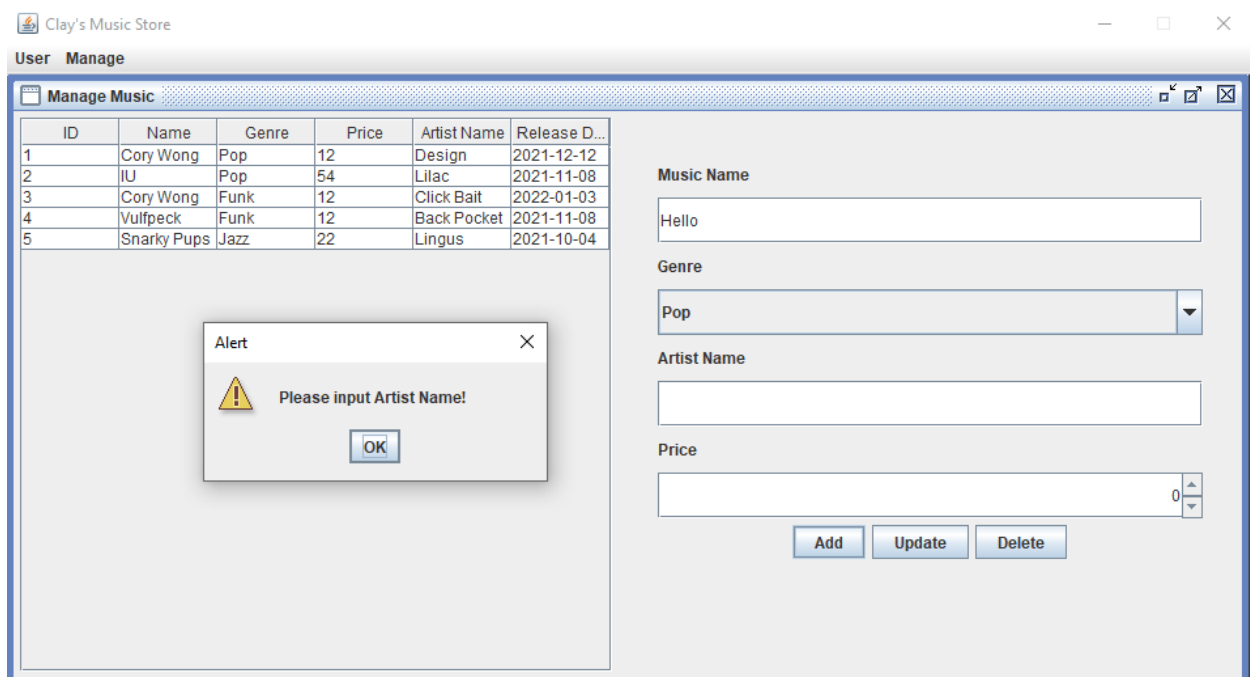 Clay's Music Store
User Manage
Manage Music
ID Name Genre Price Artist Name Release D...
1 Cory Wong Pop 12 Design 2021-12-12
2 IU Pop 54 Lilac 2021-11-08
3 Cory Wong Funk 12 Click Bait 2022-01-03
4 Vulfpeck Funk 12 Back Pocket 2021-11-08
5 Snarky Pups Jazz 22 Lingus 2021-10-04
Alert
Please input Artist Name!
OK
Music Name
Hello
Genre
Pop
Artist Name
Price
0
Add Update Delete